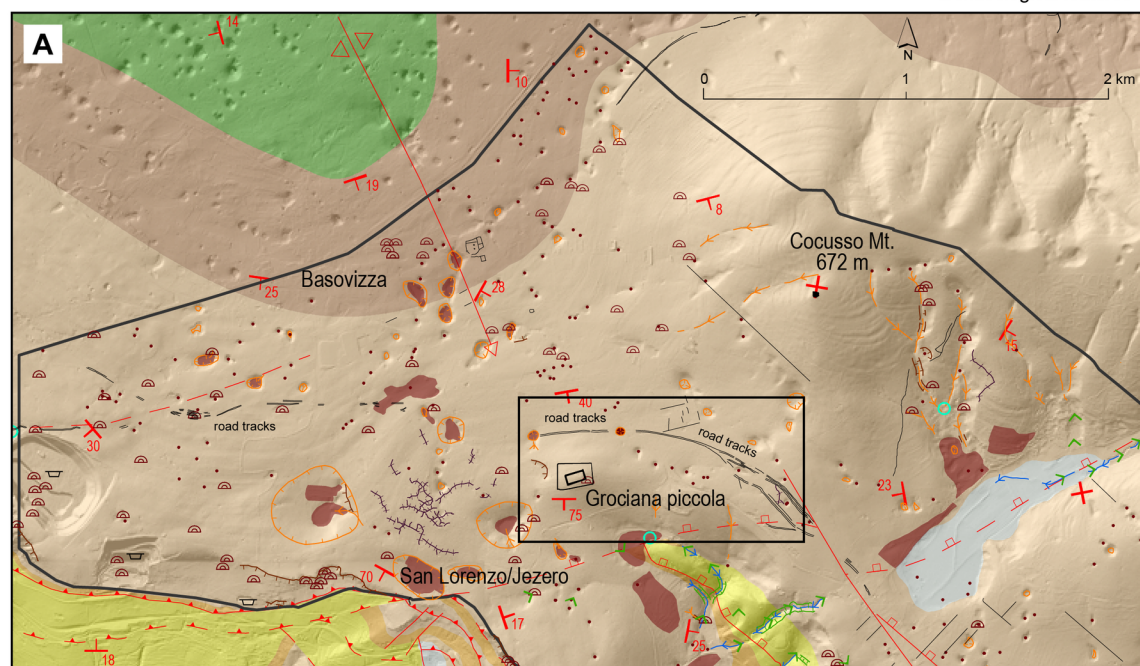 A
14
10
N
0
1
2 km
19
8
Cocusso Mt.
672 m
Basovizza
25
28
15
40
road tracks
road tracks
road tracks
30
Grociana piccola
75
23
70
San Lorenzo/Jezero
17
25
18